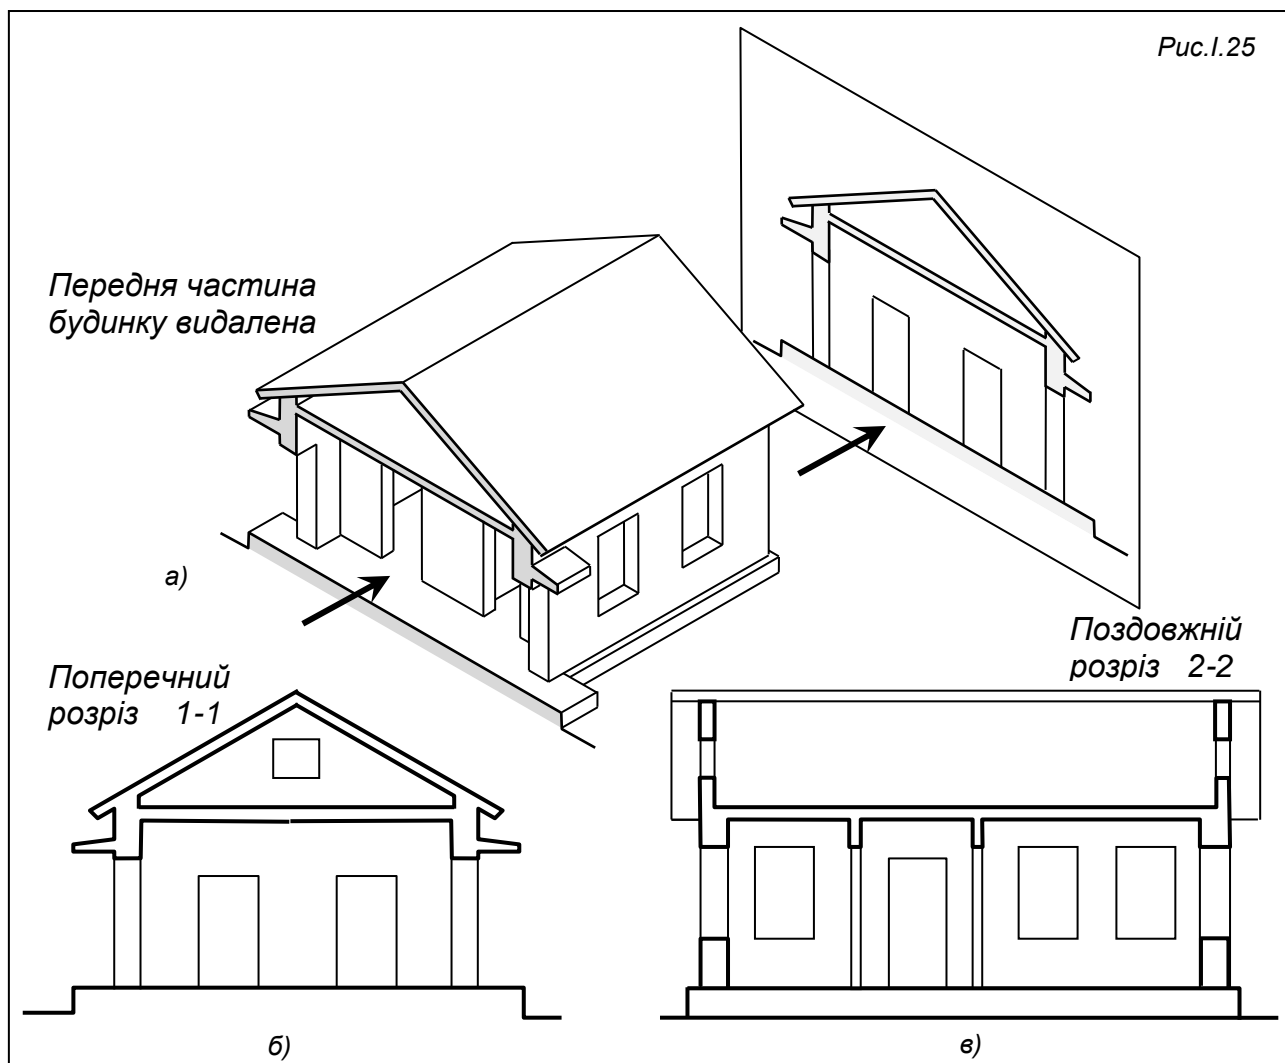 Рис.І.25
Передня частина
будинку видалена
а)
Поздовжній
розріз 2-2
Поперечний
розріз 1-1
б)
в)